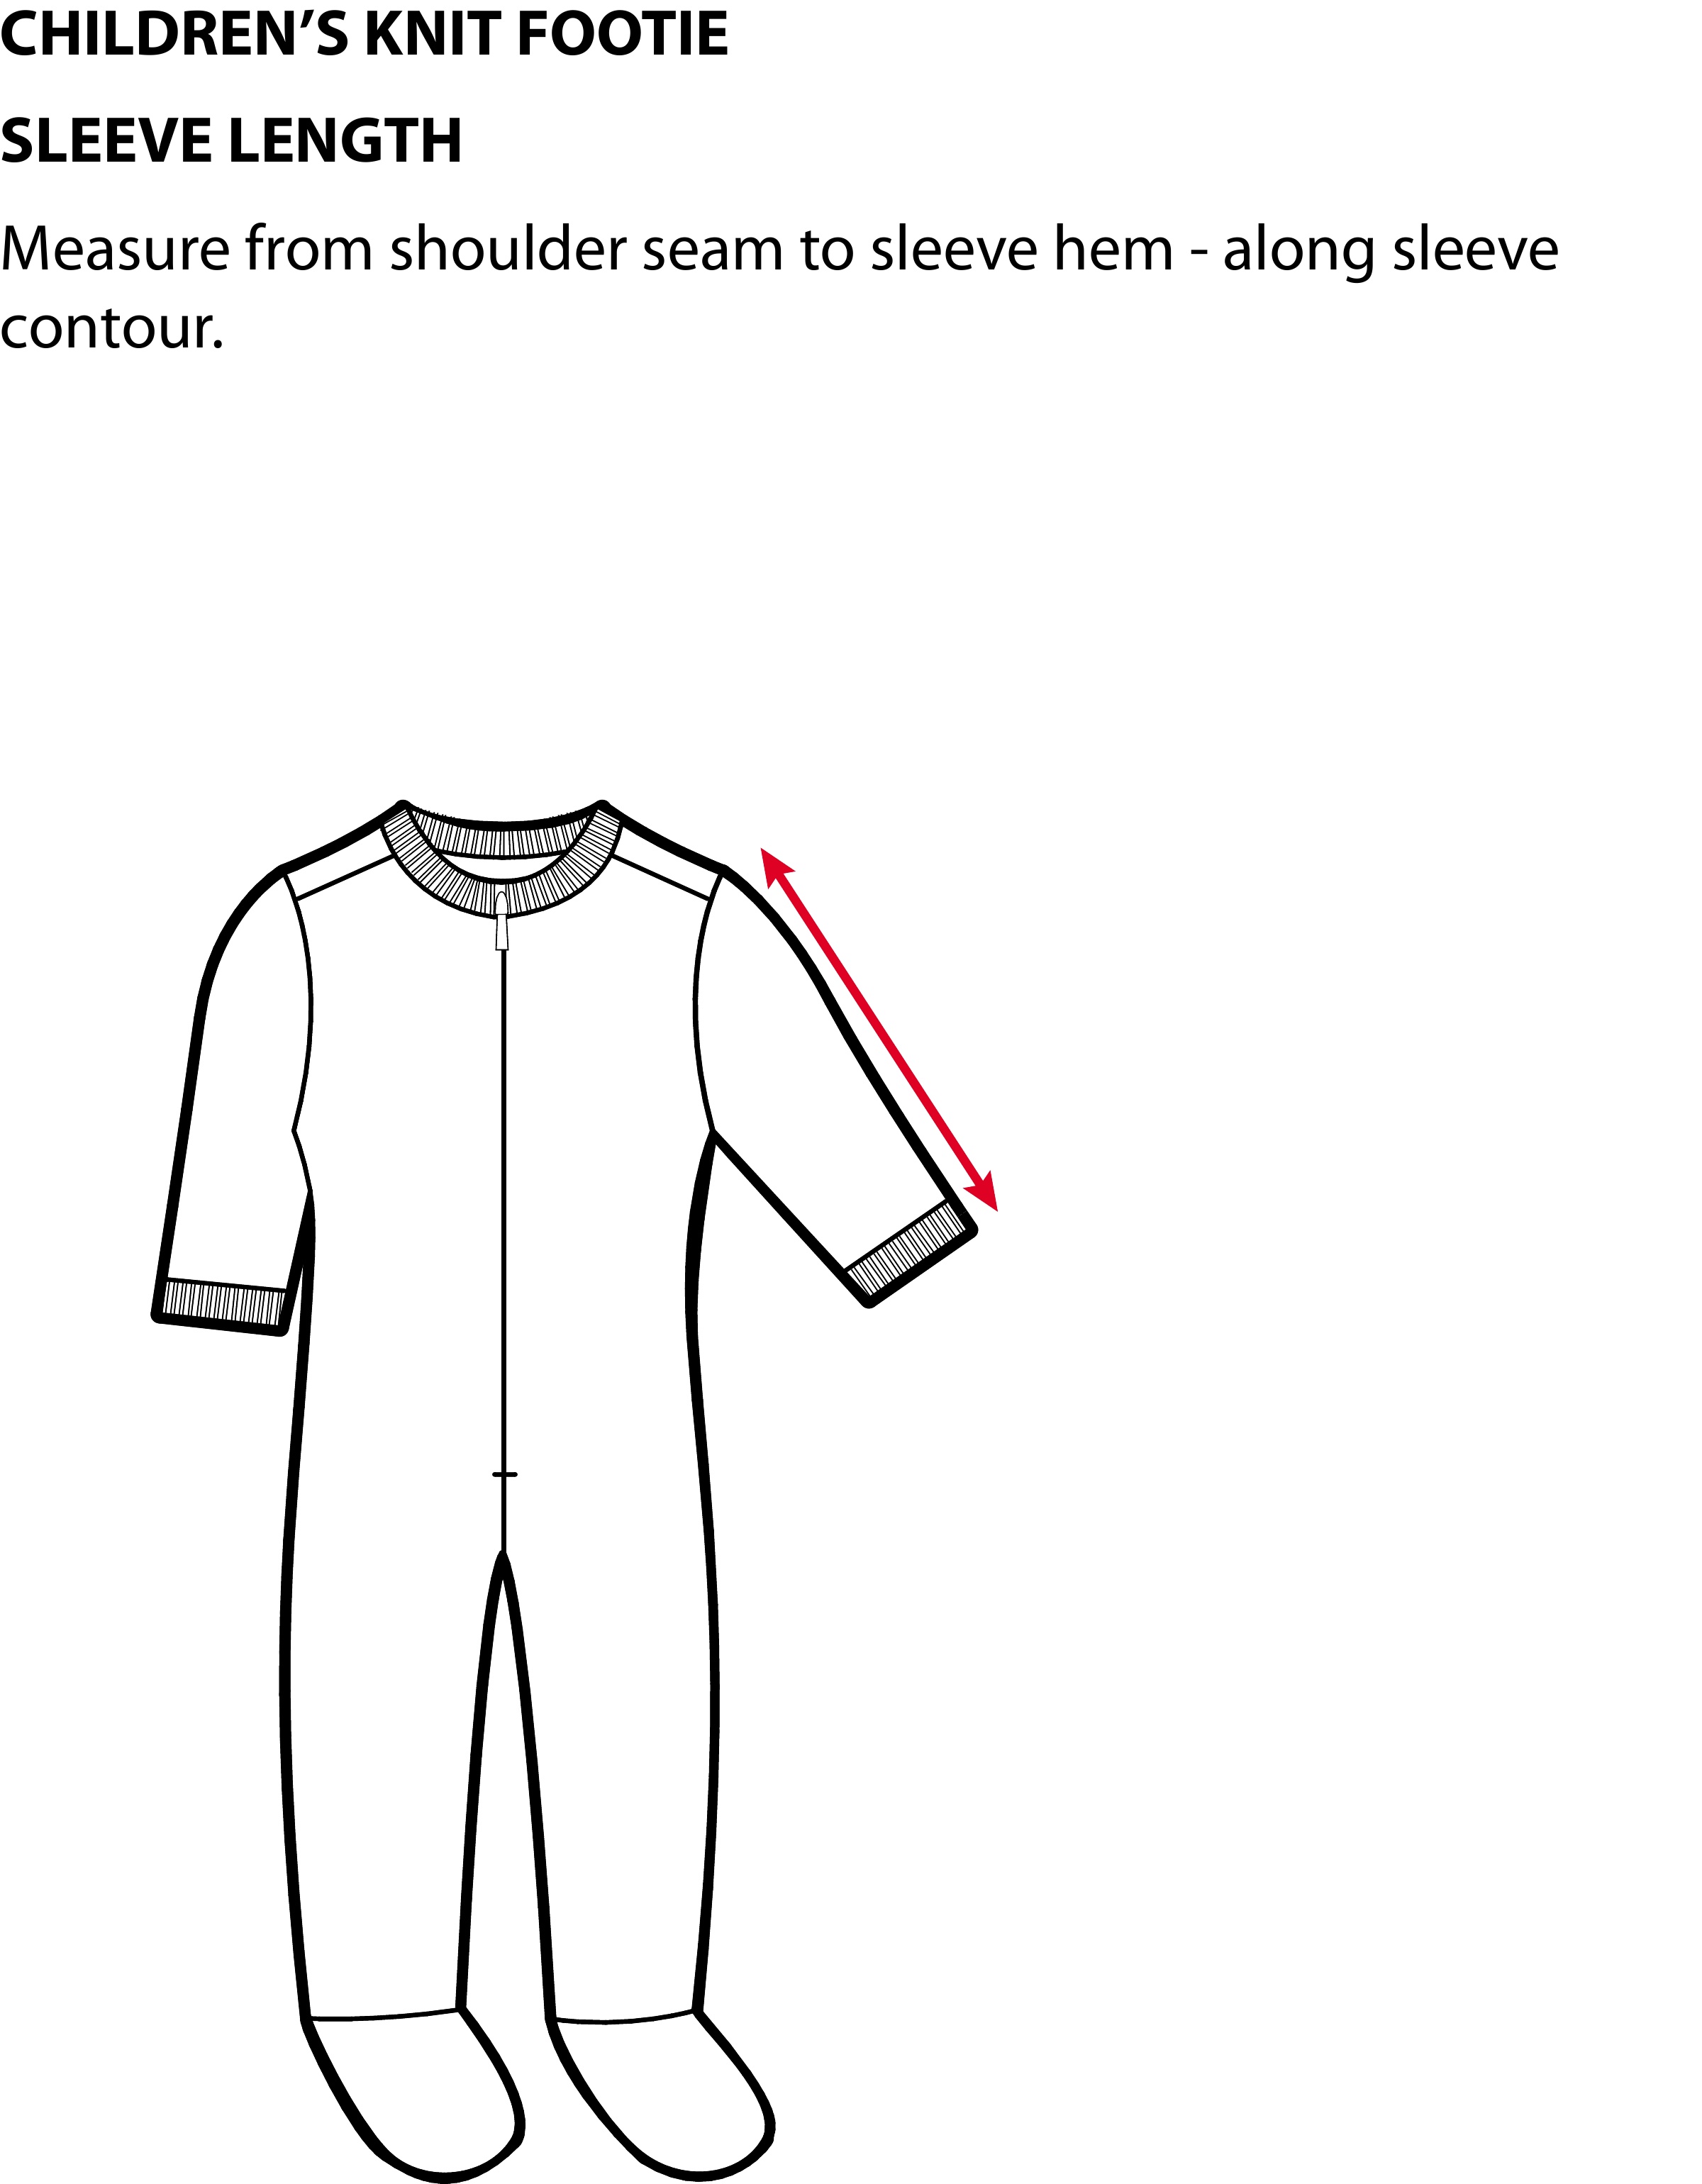 CHILDREN’S KNIT FOOTIE
SLEEVE LENGTH
Measure from shoulder seam to sleeve hem - along sleeve
contour.